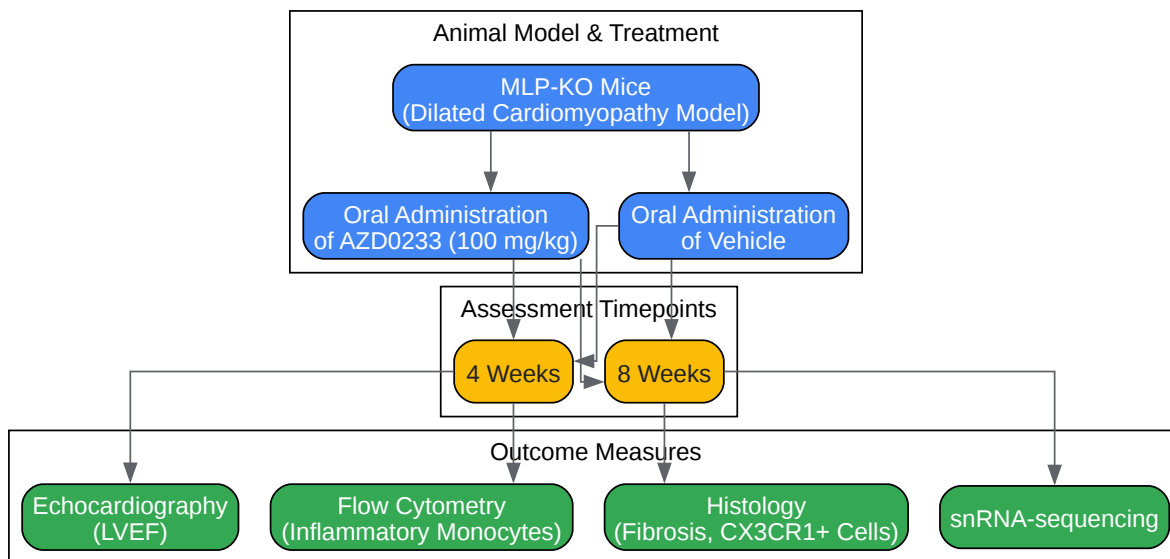 Animal Model & Treatment
MLP-KO Mice
(Dilated Cardiomyopathy Model)
Oral Administration
of AZD0233 (100 mg/kg)
Oral Administration
of Vehicle
Assessment Timepoints
4 Weeks
8 Weeks
Outcome Measures
Echocardiography
(LVEF)
Flow Cytometry
(Inflammatory Monocytes)
Histology
(Fibrosis, CX3CR1+ Cells)
snRNA-sequencing